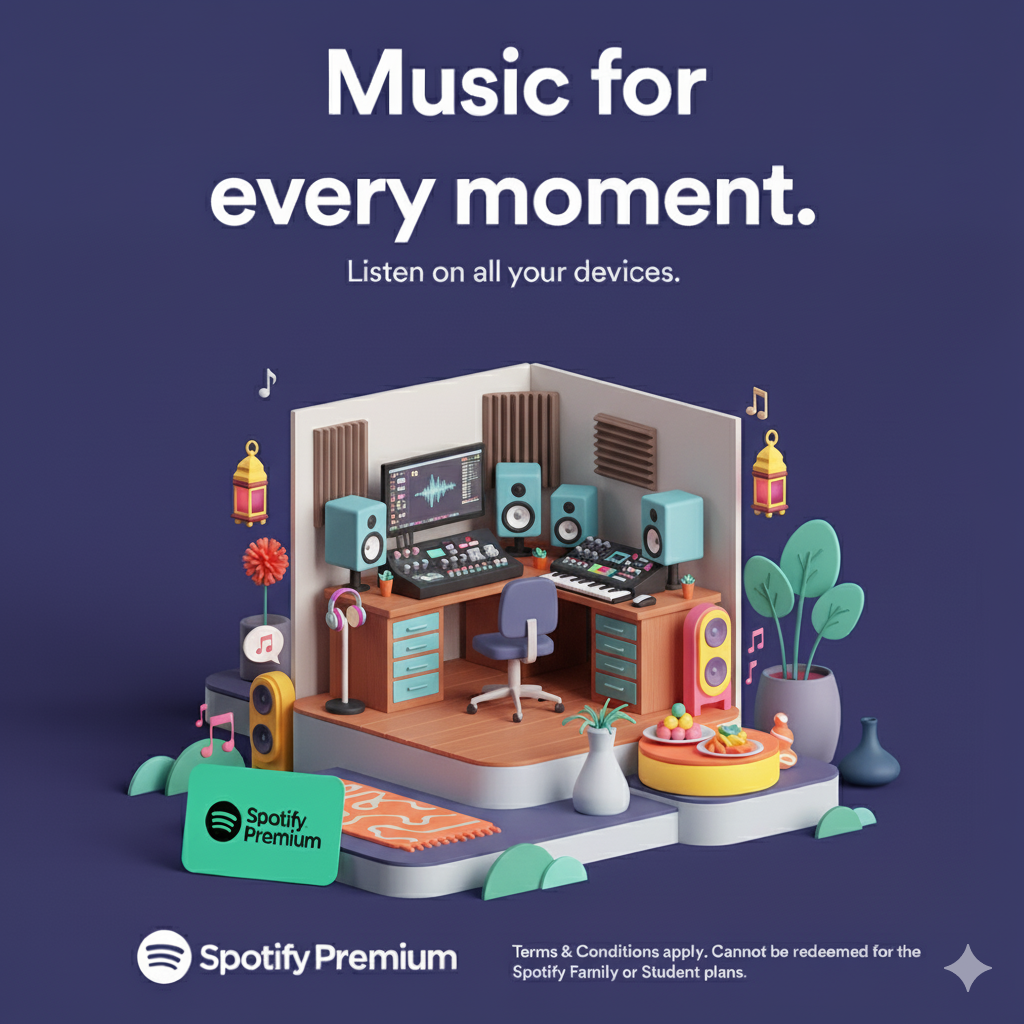 Music for
every moment.
Listen on all your devices.
Spotify
Premium
Spotify Premium
Terms & Conditions apply. Cannot be redeemed for the
Spotify Family or Student plans.